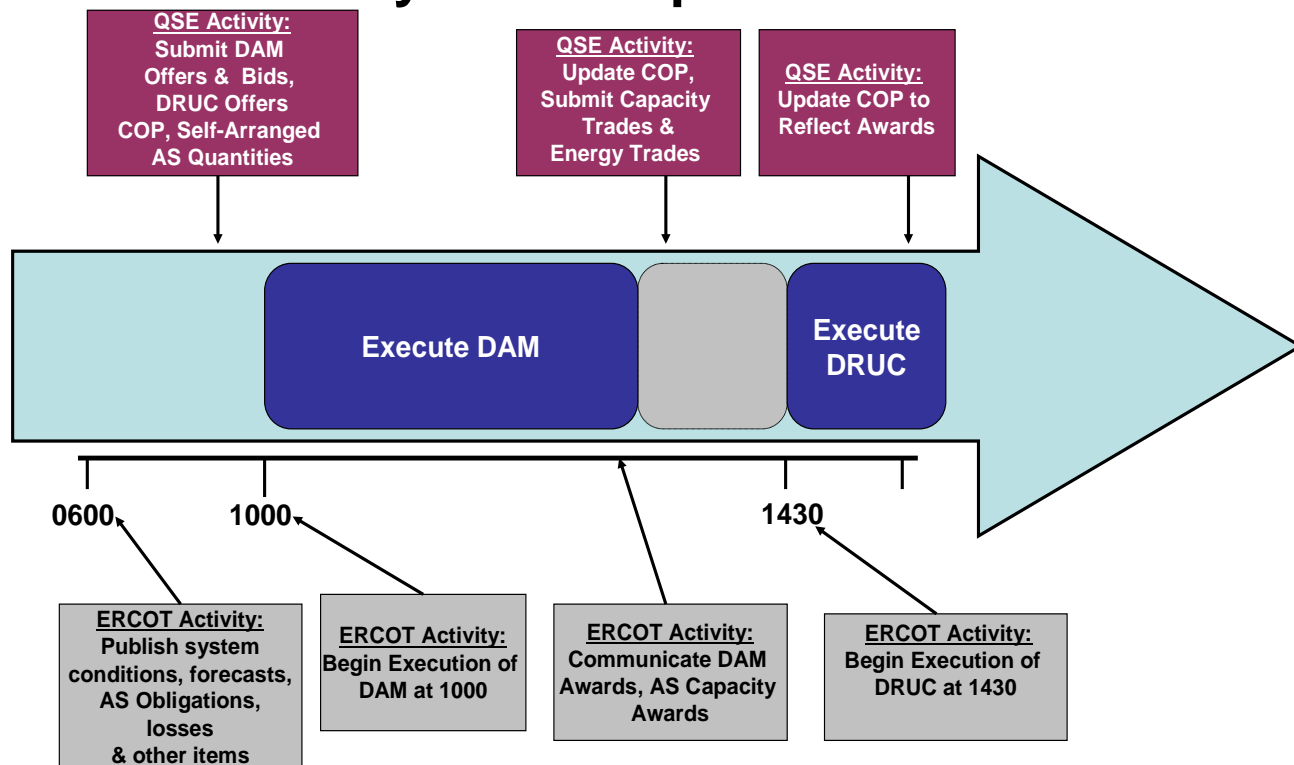 QSE Activity:
Submit DAM
Offers & Bids,
DRUC Offers
COP, Self-Arranged
AS Quantities
QSE Activity:
Update COP,
Submit Capacity
Trades &
Energy Trades
QSE Activity:
Update COP to
Reflect Awards
Execute DAM
Execute
DRUC
0600
1000
1430
ERCOT Activity:
Publish system
conditions, forecasts,
AS Obligations,
losses
& other items
ERCOT Activity:
Begin Execution of
DAM at 1000
ERCOT Activity:
Communicate DAM
Awards, AS Capacity
Awards
ERCOT Activity:
Begin Execution of
DRUC at 1430